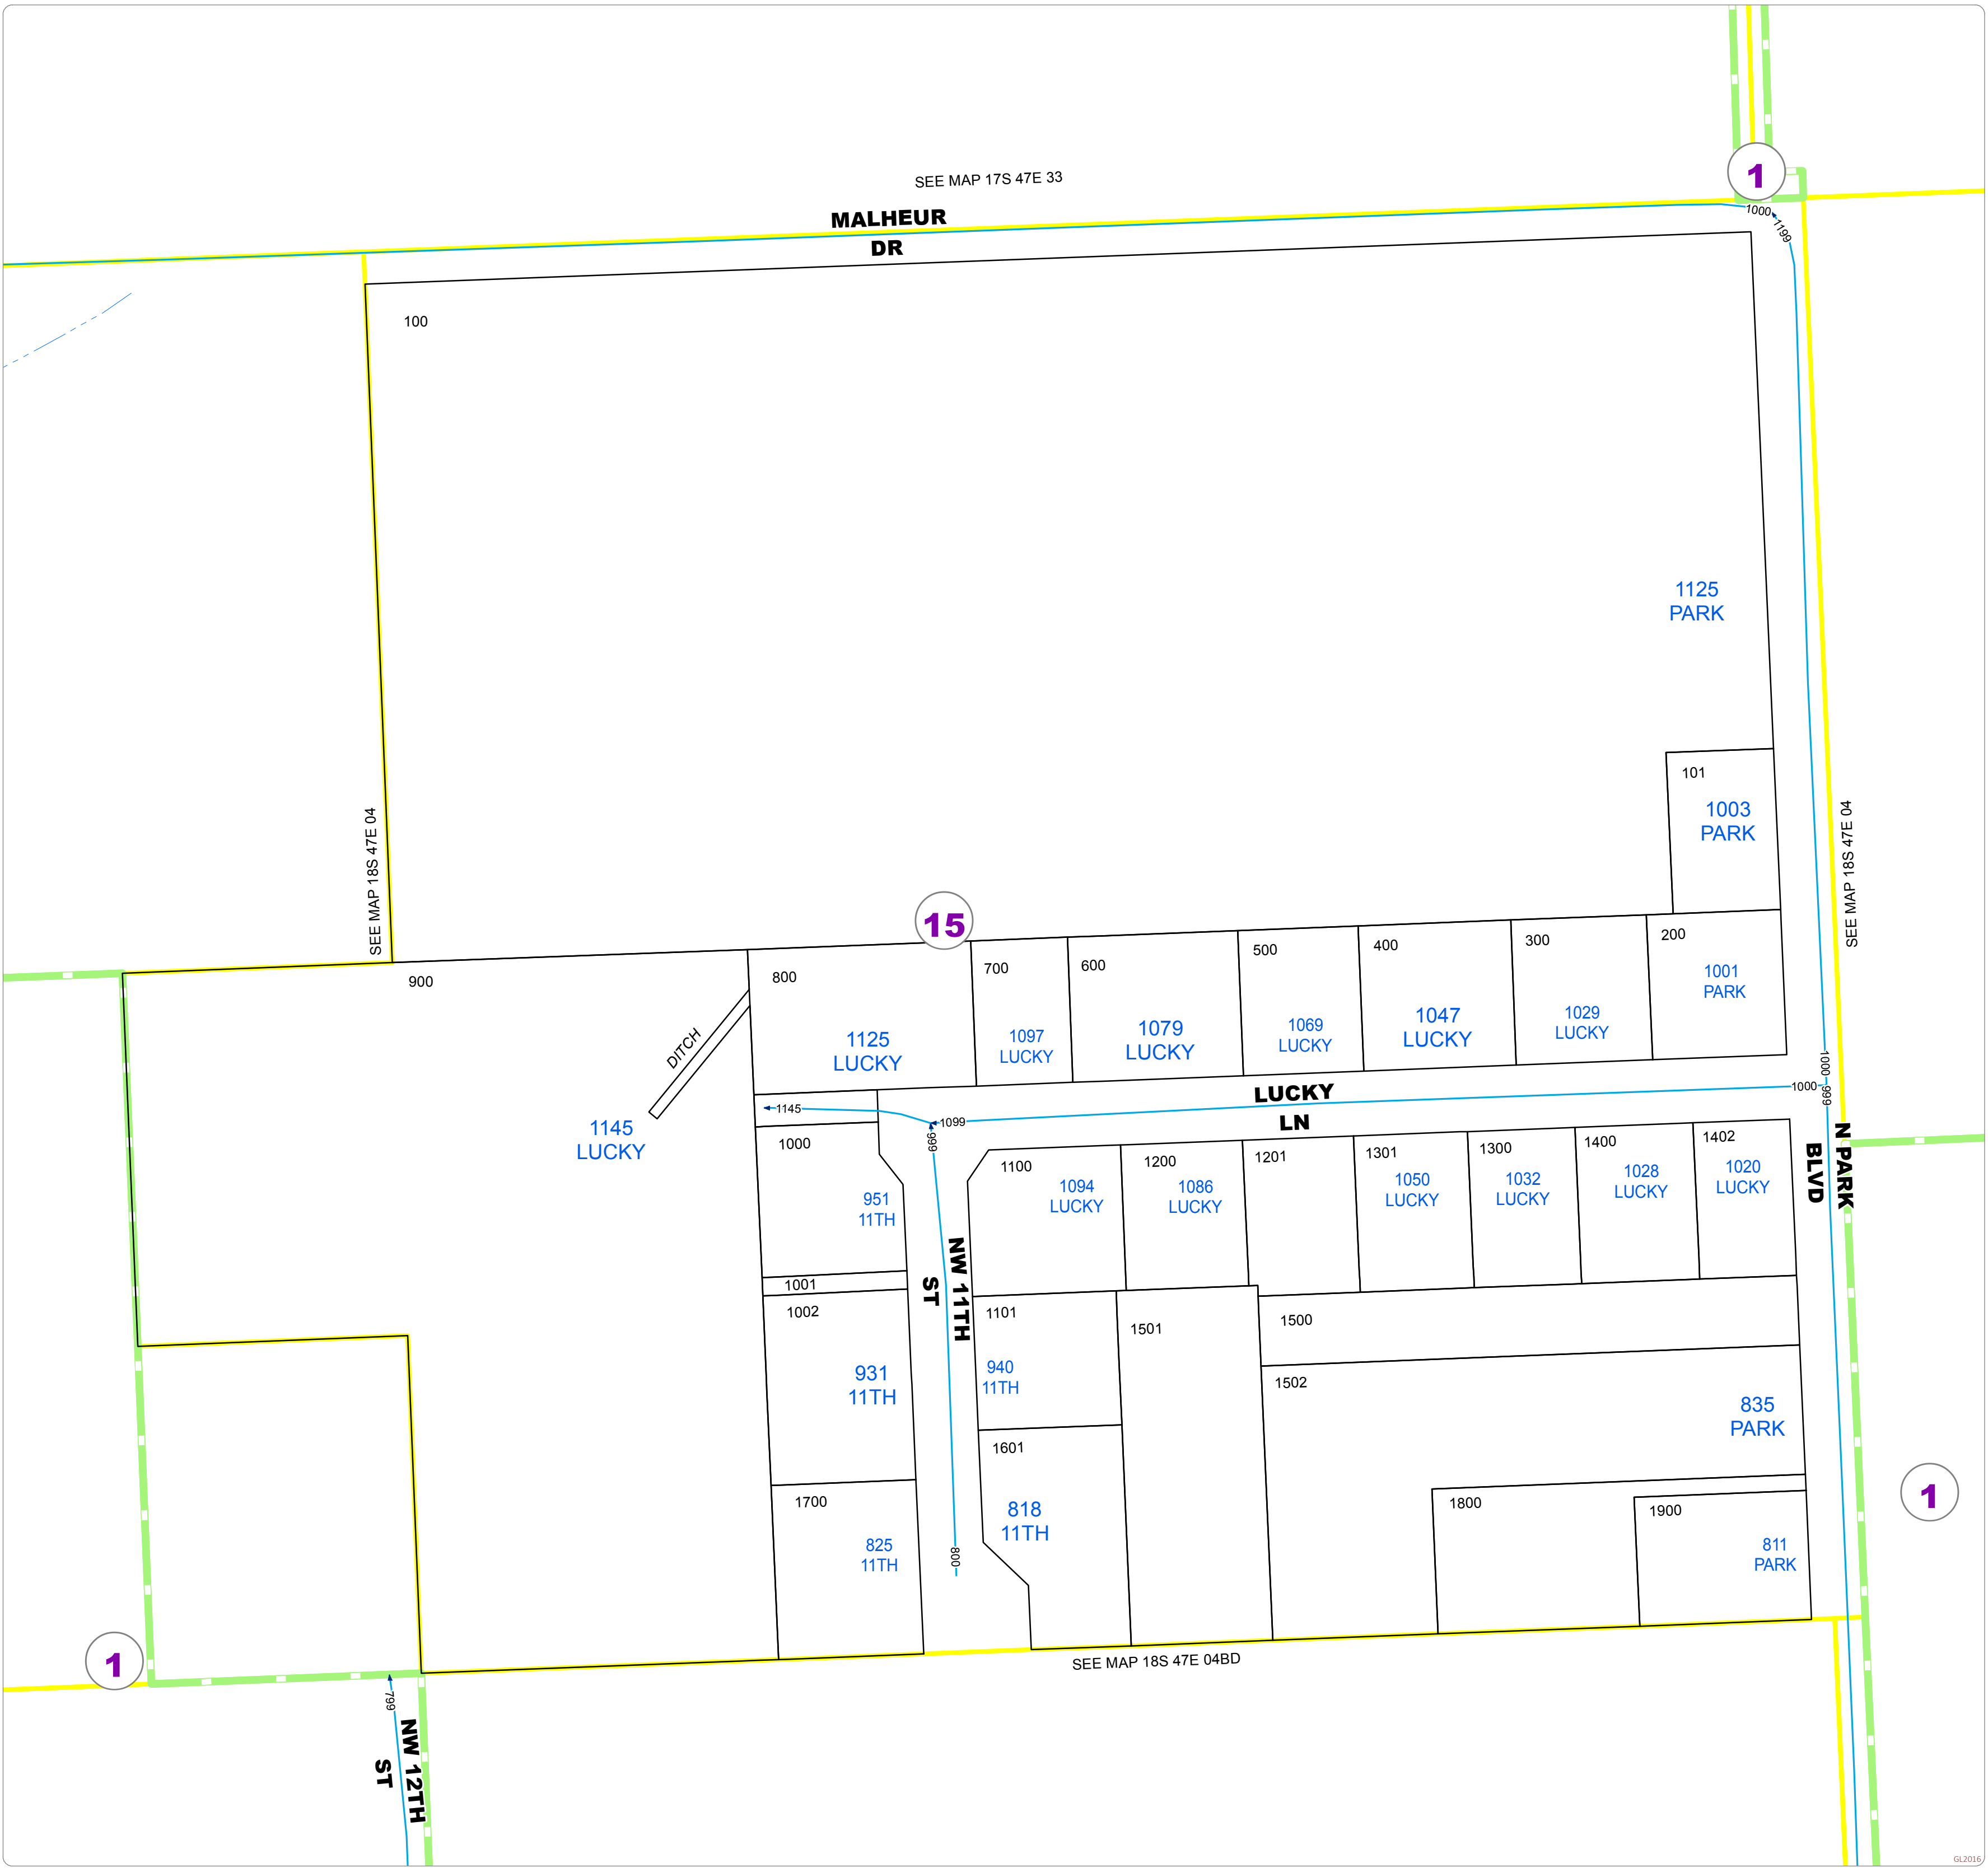 SEE MAP 17S 47E 33
1
MALHEUR
DR
1000
1199
100
1125
PARK
101
1003
PARK
SEE MAP 18S 47E 04
SEE MAP 18S 47E 04
15
900
800
700
600
500
400
300
200
1125
LUCKY
1097
LUCKY
1079
LUCKY
1069
LUCKY
1047
LUCKY
1029
LUCKY
1001
PARK
DITCH
1145
LUCKY
1145
1099
LUCKY
LN
1000
1000
999
999
1000
951
11TH
1100
1094
LUCKY
1200
1086
LUCKY
1201
1301
1050
LUCKY
1300
1032
LUCKY
1400
1028
LUCKY
1402
1020
LUCKY
N PARK
BLVD
NW 11TH
ST
1001
1002
931
11TH
1101
940
11TH
1501
1500
1502
835
PARK
1601
818
11TH
1700
825
11TH
800
1800
1900
811
PARK
1
1
SEE MAP 18S 47E 04BD
799
NW 12TH
ST
GL2016